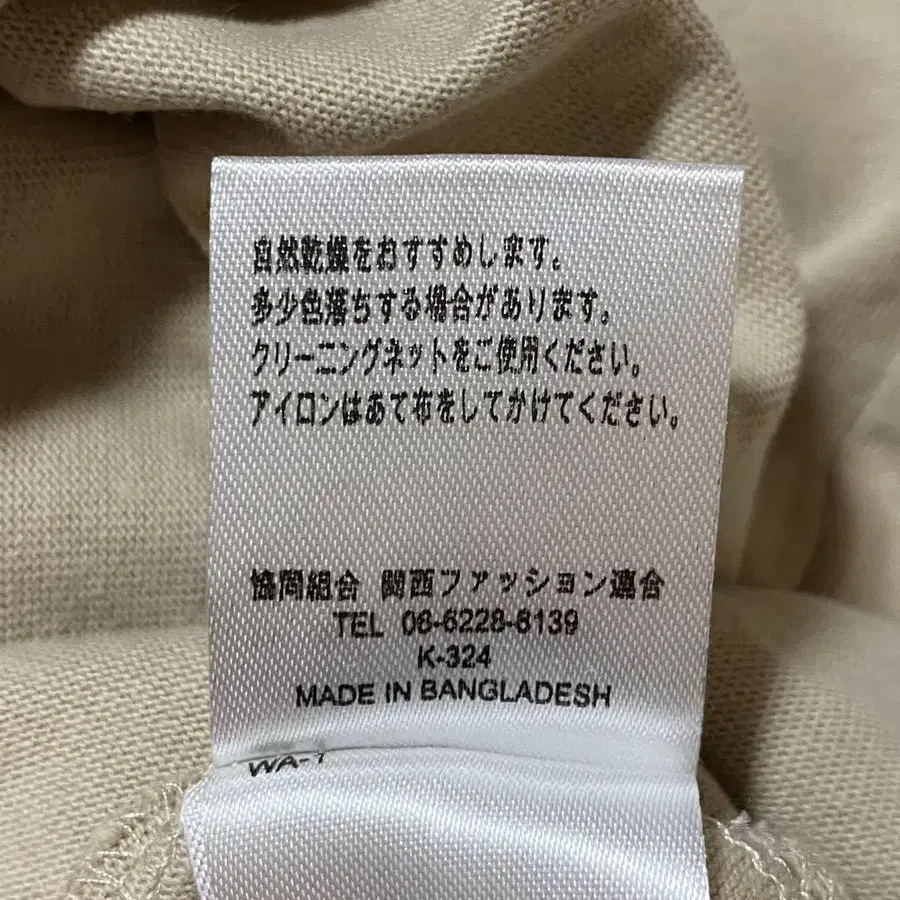 自然乾燥をおすすめします。
多少色落ちする場合があります。
クリーニングネットをご使用ください。
アイロンはあて布をしてかけてください。
協同組合 関西ファッション連合
TEL 06-6228-8139
K-324
MADE IN BANGLADESH
WA-1